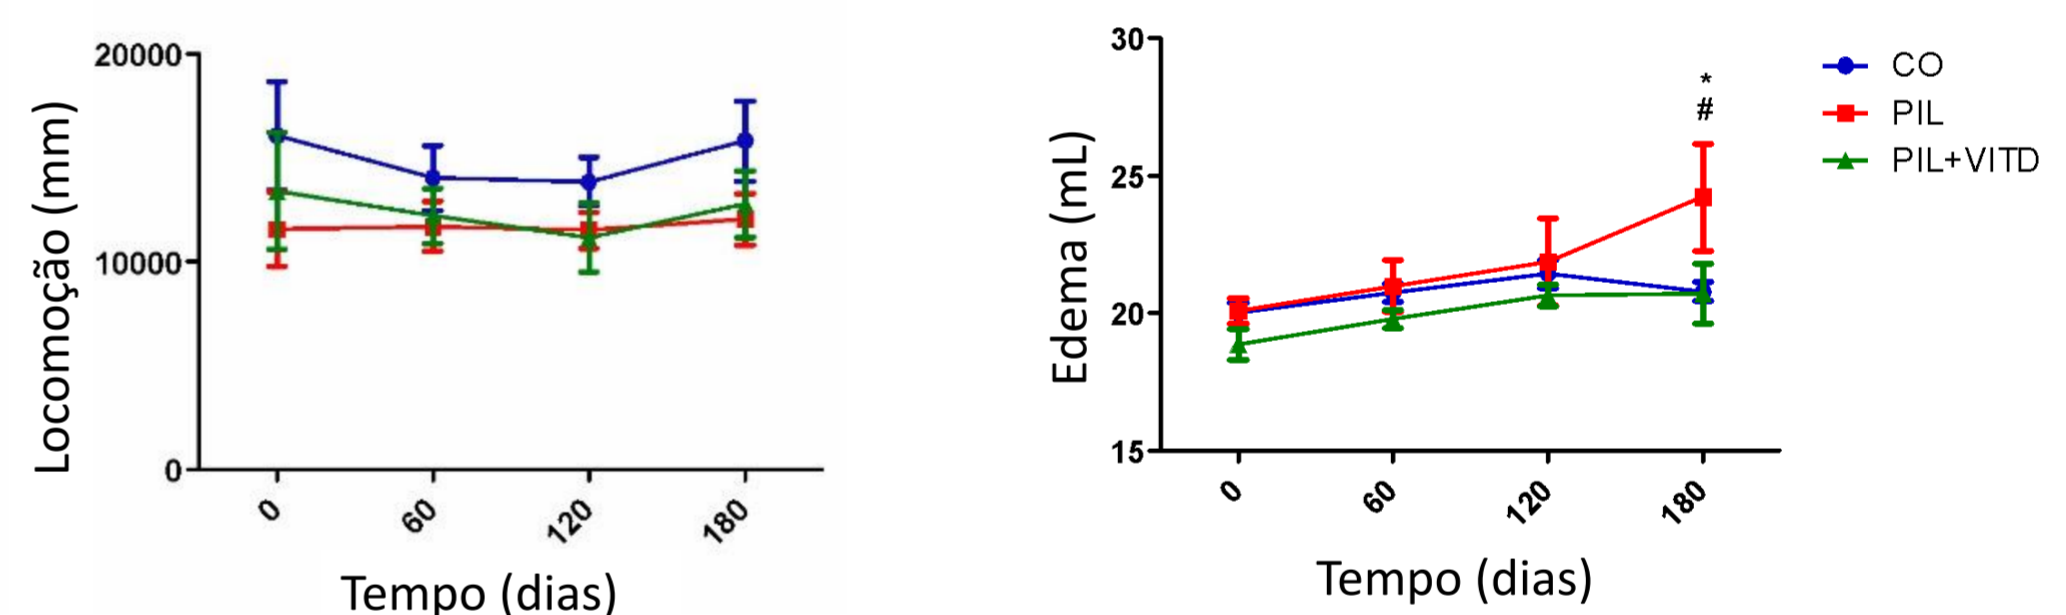 Locomoção (mm)
20000
10000
0
0
60
120
180
Tempo (dias)
Edema (mL)
30
25
20
15
*
#
0
60
120
180
Tempo (dias)
CO
PIL
PIL+VITD